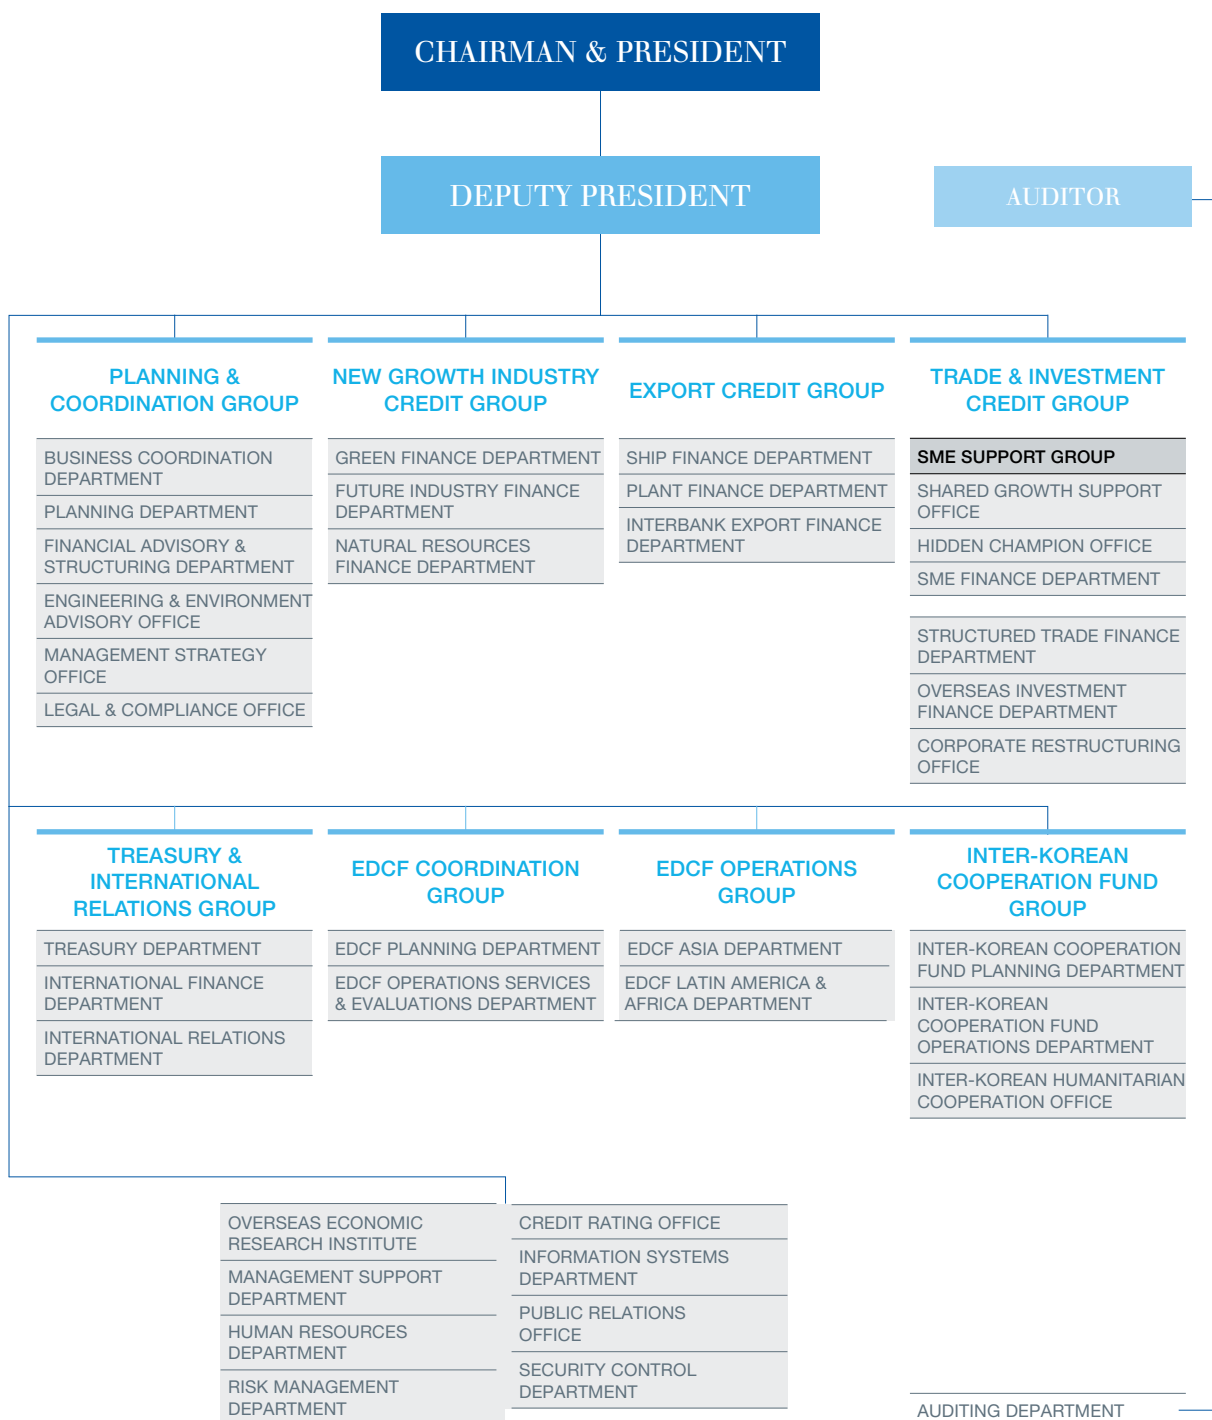 CHAIRMAN & PRESIDENT
DEPUTY PRESIDENT
AUDITOR
PLANNING &
COORDINATION GROUP
BUSINESS COORDINATION
DEPARTMENT
PLANNING DEPARTMENT
FINANCIAL ADVISORY &
STRUCTURING DEPARTMENT
ENGINEERING & ENVIRONMENT
ADVISORY OFFICE
MANAGEMENT STRATEGY
OFFICE
LEGAL & COMPLIANCE OFFICE
NEW GROWTH INDUSTRY
CREDIT GROUP
GREEN FINANCE DEPARTMENT
FUTURE INDUSTRY FINANCE
DEPARTMENT
NATURAL RESOURCES
FINANCE DEPARTMENT
EXPORT CREDIT GROUP
SHIP FINANCE DEPARTMENT
PLANT FINANCE DEPARTMENT
INTERBANK EXPORT FINANCE
DEPARTMENT
TRADE & INVESTMENT
CREDIT GROUP
SME SUPPORT GROUP
SHARED GROWTH SUPPORT
OFFICE
HIDDEN CHAMPION OFFICE
SME FINANCE DEPARTMENT
STRUCTURED TRADE FINANCE
DEPARTMENT
OVERSEAS INVESTMENT
FINANCE DEPARTMENT
CORPORATE RESTRUCTURING
OFFICE
TREASURY &
INTERNATIONAL
RELATIONS GROUP
TREASURY DEPARTMENT
INTERNATIONAL FINANCE
DEPARTMENT
INTERNATIONAL RELATIONS
DEPARTMENT
EDCF COORDINATION
GROUP
EDCF PLANNING DEPARTMENT
EDCF OPERATIONS SERVICES
& EVALUATIONS DEPARTMENT
EDCF OPERATIONS
GROUP
EDCF ASIA DEPARTMENT
EDCF LATIN AMERICA &
AFRICA DEPARTMENT
INTER-KOREAN
COOPERATION FUND
GROUP
INTER-KOREAN COOPERATION
FUND PLANNING DEPARTMENT
INTER-KOREAN
COOPERATION FUND
OPERATIONS DEPARTMENT
INTER-KOREAN HUMANITARIAN
COOPERATION OFFICE
OVERSEAS ECONOMIC
RESEARCH INSTITUTE
MANAGEMENT SUPPORT
DEPARTMENT
HUMAN RESOURCES
DEPARTMENT
RISK MANAGEMENT
DEPARTMENT
CREDIT RATING OFFICE
INFORMATION SYSTEMS
DEPARTMENT
PUBLIC RELATIONS
OFFICE
SECURITY CONTROL
DEPARTMENT
AUDITING DEPARTMENT